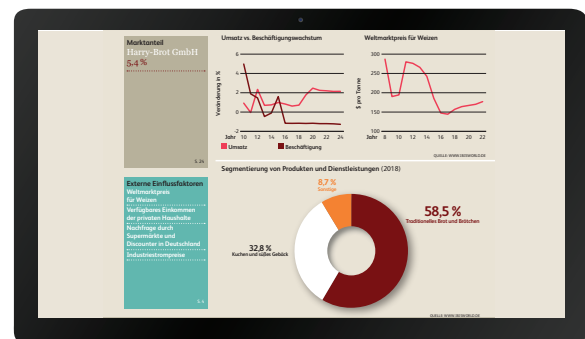 Marktanteil
Harry-Brot GmbH
5.4 %
S. 24
Externe Einflussfaktoren
Weltmarktpreis
für Weizen
Verfügbares Einkommen
der privaten Haushalte
Nachfrage durch
Supermärkte und
Discounter in Deutschland
Industriestrompreise
S. 4
Umsatz vs. Beschäftigungswachstum
Veränderung in %
6
4
2
0
-2
Jahr 10 12 14 16 18 20 22 24
Umsatz Beschäftigung
Weltmarktpreis für Weizen
$ pro Tonne
300
250
200
150
100
Jahr 8 10 12 14 16 18 20 22
QUELLE: WWW.IBISWORLD.DE
Segmentierung von Produkten und Dienstleistungen (2018)
8,7 %
Sonstige
58,5 %
Traditionelles Brot und Brötchen
32,8 %
Kuchen und süßes Gebäck
QUELLE: WWW.IBISWORLD.DE